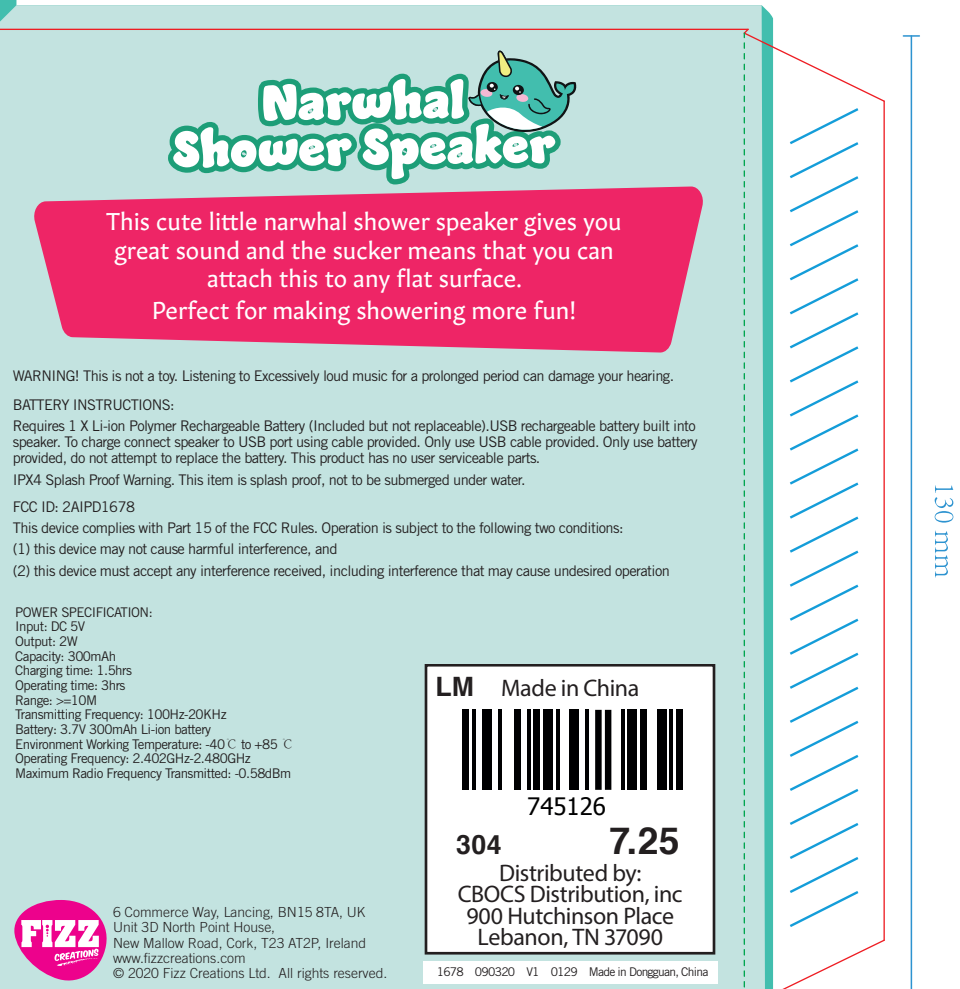 Narwhal
Shower Speaker
This cute little narwhal shower speaker gives you
great sound and the sucker means that you can
attach this to any flat surface.
Perfect for making showering more fun!
WARNING! This is not a toy. Listening to Excessively loud music for a prolonged period can damage your hearing.
BATTERY INSTRUCTIONS:
Requires 1 X Li-ion Polymer Rechargeable Battery (Included but not replaceable).USB rechargeable battery built into
speaker. To charge connect speaker to USB port using cable provided. Only use USB cable provided. Only use battery
provided, do not attempt to replace the battery. This product has no user serviceable parts.
IPX4 Splash Proof Warning. This item is splash proof, not to be submerged under water.
FCC ID: 2AIPD1678
This device complies with Part 15 of the FCC Rules. Operation is subject to the following two conditions:
(1) this device may not cause harmful interference, and
(2) this device must accept any interference received, including interference that may cause undesired operation
POWER SPECIFICATION:
Input: DC 5V
Output: 2W
Capacity: 300mAh
Charging time: 1.5hrs
Operating time: 3hrs
Range: >=10M
Transmitting Frequency: 100Hz-20KHz
Battery: 3.7V 300mAh Li-ion battery
Environment Working Temperature: -40℃ to +85 ℃
Operating Frequency: 2.402GHz-2.480GHz
Maximum Radio Frequency Transmitted: -0.58dBm
LM Made in China
745126
304 7.25
Distributed by:
CBOCS Distribution, inc
900 Hutchinson Place
Lebanon, TN 37090
FIZZ
CREATIONS
6 Commerce Way, Lancing, BN15 8TA, UK
Unit 3D North Point House,
New Mallow Road, Cork, T23 AT2P, Ireland
www.fizzcreations.com
© 2020 Fizz Creations Ltd. All rights reserved.
1678 090320 V1 0129 Made in Dongguan, China
130 mm